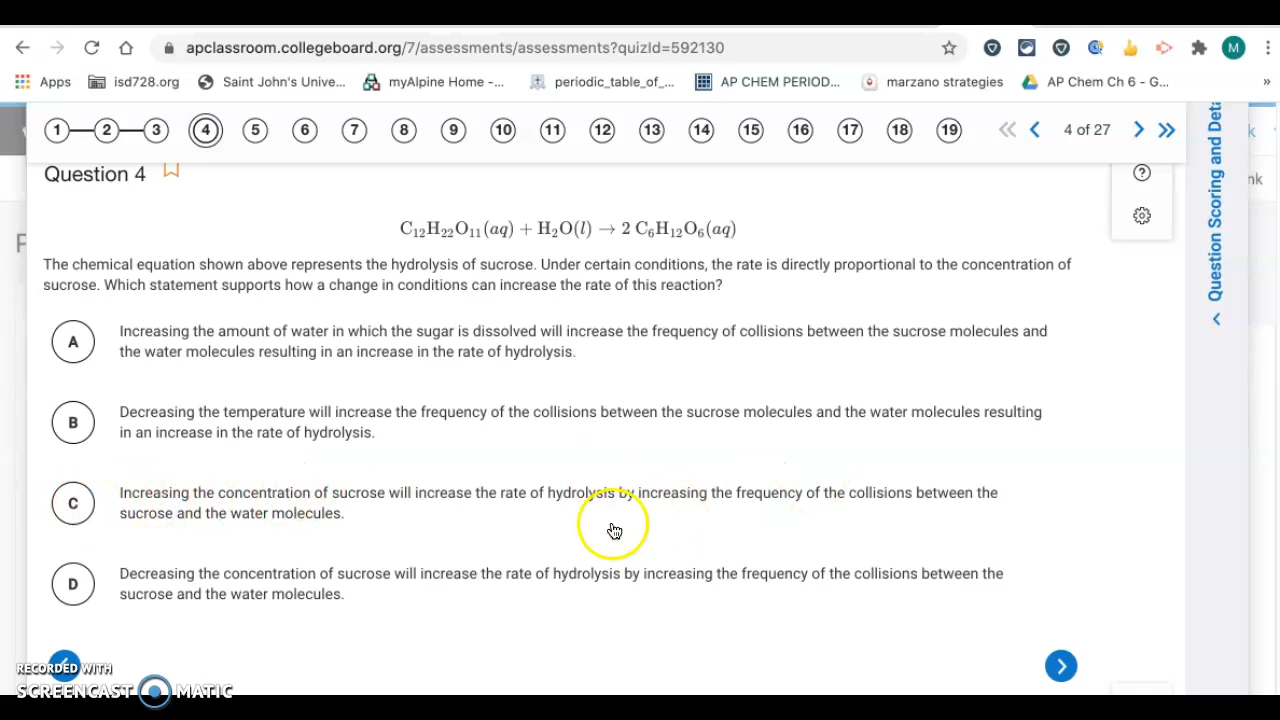 apclassroom.collegeboard.org/7/assessments/assessments?quizId=592130
M
Apps isd728.org Saint John's Unive... myAlpine Home -... periodic_table_of_... AP CHEM PERIOD... marzano strategies AP Chem Ch 6 - G... »
1 2 3 4 5 6 7 8 9 10 11 12 13 14 15 16 17 18 19 4 of 27
Question 4
C₁₂H₂₂O₁₁(aq) + H₂O(l) → 2 C₆H₁₂O₆(aq)
The chemical equation shown above represents the hydrolysis of sucrose. Under certain conditions, the rate is directly proportional to the concentration of
sucrose. Which statement supports how a change in conditions can increase the rate of this reaction?
A Increasing the amount of water in which the sugar is dissolved will increase the frequency of collisions between the sucrose molecules and
the water molecules resulting in an increase in the rate of hydrolysis.
B Decreasing the temperature will increase the frequency of the collisions between the sucrose molecules and the water molecules resulting
in an increase in the rate of hydrolysis.
C Increasing the concentration of sucrose will increase the rate of hydrolysis by increasing the frequency of the collisions between the
sucrose and the water molecules.
D Decreasing the concentration of sucrose will increase the rate of hydrolysis by increasing the frequency of the collisions between the
sucrose and the water molecules.
?
Question Scoring and Deta
nk
RECORDED WITH
SCREENCAST MATIC